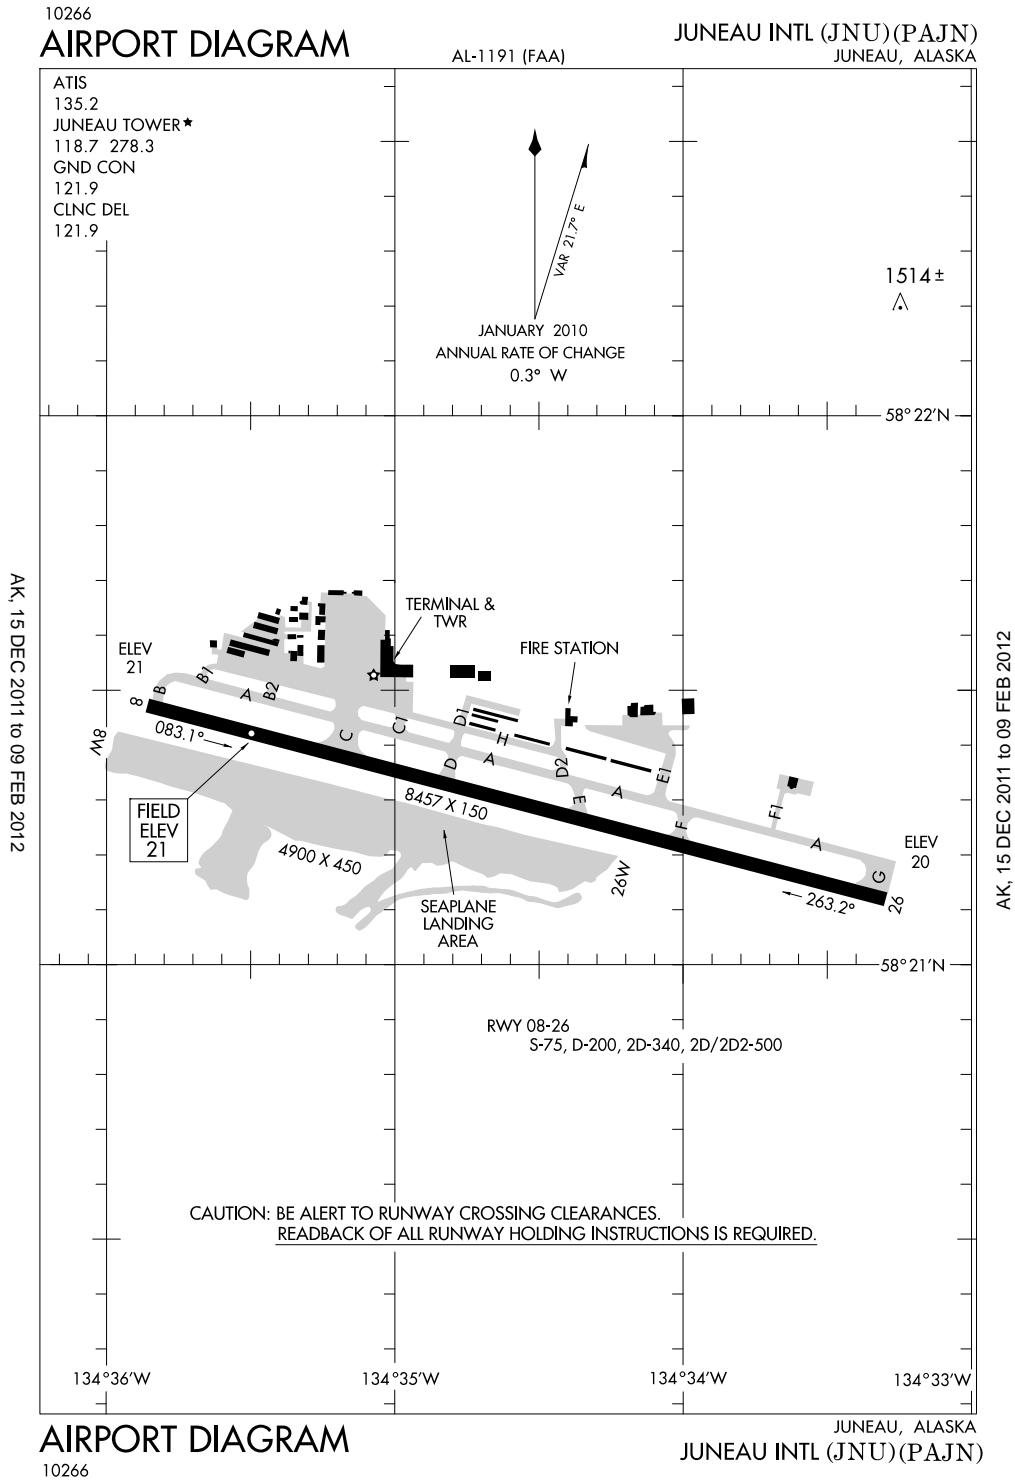 10266
AIRPORT DIAGRAM
AL-1191 (FAA)
JUNEAU INTL (JNU)(PAJN)
JUNEAU, ALASKA
ATIS
135.2
JUNEAU TOWER★
118.7 278.3
GND CON
121.9
CLNC DEL
121.9
VAR 21.7° E
JANUARY 2010
ANNUAL RATE OF CHANGE
0.3° W
1514±
58°22'N
AK, 15 DEC 2011 to 09 FEB 2012
AK, 15 DEC 2011 to 09 FEB 2012
TERMINAL &
TWR
FIRE STATION
ELEV
21
8
B
B1
A
B2
C
C1
D1
D
H
A
D2
E
A
E1
F
F1
A
G
26
ELEV
20
083.1°
8W
8457 X 150
FIELD
ELEV
21
4900 X 450
26W
263.2°
SEAPLANE
LANDING
AREA
58°21'N
RWY 08-26
S-75, D-200, 2D-340, 2D/2D2-500
CAUTION: BE ALERT TO RUNWAY CROSSING CLEARANCES.
READBACK OF ALL RUNWAY HOLDING INSTRUCTIONS IS REQUIRED.
134°36'W
134°35'W
134°34'W
134°33'W
AIRPORT DIAGRAM
10266
JUNEAU, ALASKA
JUNEAU INTL (JNU)(PAJN)